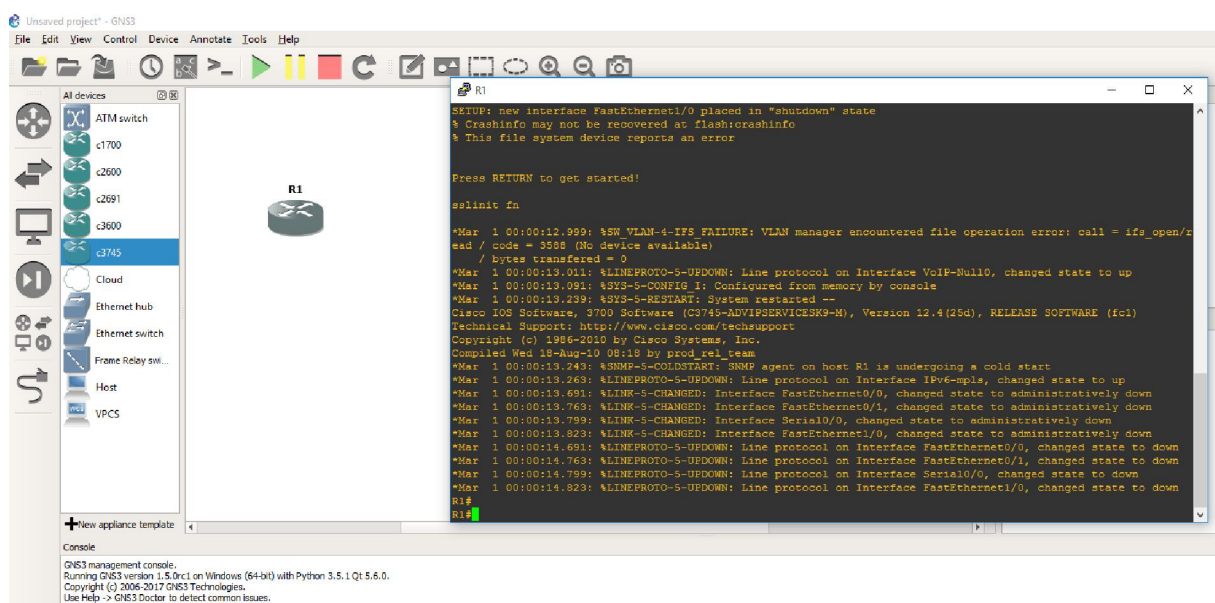 Unsaved project* - GNS3
File Edit View Control Device Annotate Tools Help
All devices
ATM switch
c1700
c2600
c2691
c3600
c3745
Cloud
Ethernet hub
Ethernet switch
Frame Relay swi...
Host
VPCS
New appliance template
R1
R1
SETUP: new interface FastEthernet1/0 placed in "shutdown" state
% Crashinfo may not be recovered at flash:crashinfo
% This file system device reports an error
Press RETURN to get started!
sslinit fn
*Mar  1 00:00:12.999: %SW_VLAN-4-IFS_FAILURE: VLAN manager encountered file operation error: call = ifs_open/r
ead / code = 3588 (No device available)
/ bytes transfered = 0
*Mar  1 00:00:13.011: %LINEPROTO-5-UPDOWN: Line protocol on Interface VoIP-Null0, changed state to up
*Mar  1 00:00:13.091: %SYS-5-CONFIG_I: Configured from memory by console
*Mar  1 00:00:13.239: %SYS-5-RESTART: System restarted --
Cisco IOS Software, 3700 Software (C3745-ADVIPSERVICESK9-M), Version 12.4(25d), RELEASE SOFTWARE (fc1)
Technical Support: http://www.cisco.com/techsupport
Copyright (c) 1986-2010 by Cisco Systems, Inc.
Compiled Wed 18-Aug-10 08:18 by prod_rel_team
*Mar  1 00:00:13.243: %SNMP-5-COLDSTART: SNMP agent on host R1 is undergoing a cold start
*Mar  1 00:00:13.263: %LINEPROTO-5-UPDOWN: Line protocol on Interface IPv6-mpls, changed state to up
*Mar  1 00:00:13.691: %LINK-5-CHANGED: Interface FastEthernet0/0, changed state to administratively down
*Mar  1 00:00:13.763: %LINK-5-CHANGED: Interface FastEthernet0/1, changed state to administratively down
*Mar  1 00:00:13.799: %LINK-5-CHANGED: Interface Serial0/0, changed state to administratively down
*Mar  1 00:00:13.823: %LINK-5-CHANGED: Interface FastEthernet1/0, changed state to administratively down
*Mar  1 00:00:14.691: %LINEPROTO-5-UPDOWN: Line protocol on Interface FastEthernet0/0, changed state to down
*Mar  1 00:00:14.763: %LINEPROTO-5-UPDOWN: Line protocol on Interface FastEthernet0/1, changed state to down
*Mar  1 00:00:14.799: %LINEPROTO-5-UPDOWN: Line protocol on Interface Serial0/0, changed state to down
*Mar  1 00:00:14.823: %LINEPROTO-5-UPDOWN: Line protocol on Interface FastEthernet1/0, changed state to down
R1#
R1#
Console
GNS3 management console.
Running GNS3 version 1.5.0rc1 on Windows (64-bit) with Python 3.5.1 Qt 5.6.0.
Copyright (c) 2006-2017 GNS3 Technologies.
Use Help -> GNS3 Doctor to detect common issues.